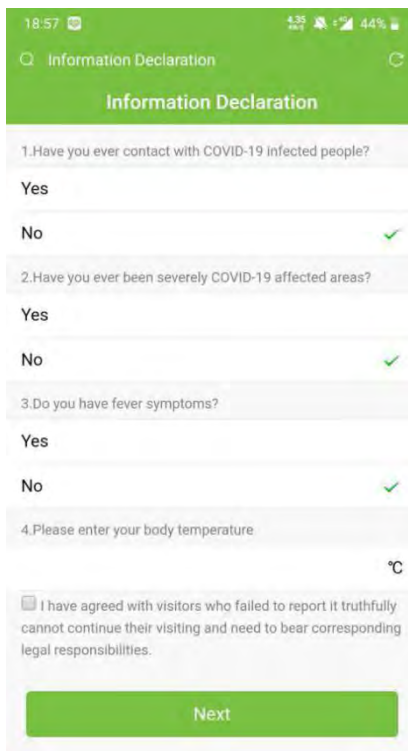 18:57
4.35 4G 44%
Information Declaration
Information Declaration
1.Have you ever contact with COVID-19 infected people?
Yes
No
2.Have you ever been severely COVID-19 affected areas?
Yes
No
3.Do you have fever symptoms?
Yes
No
4.Please enter your body temperature
℃
I have agreed with visitors who failed to report it truthfully
cannot continue their visiting and need to bear corresponding
legal responsibilities.
Next